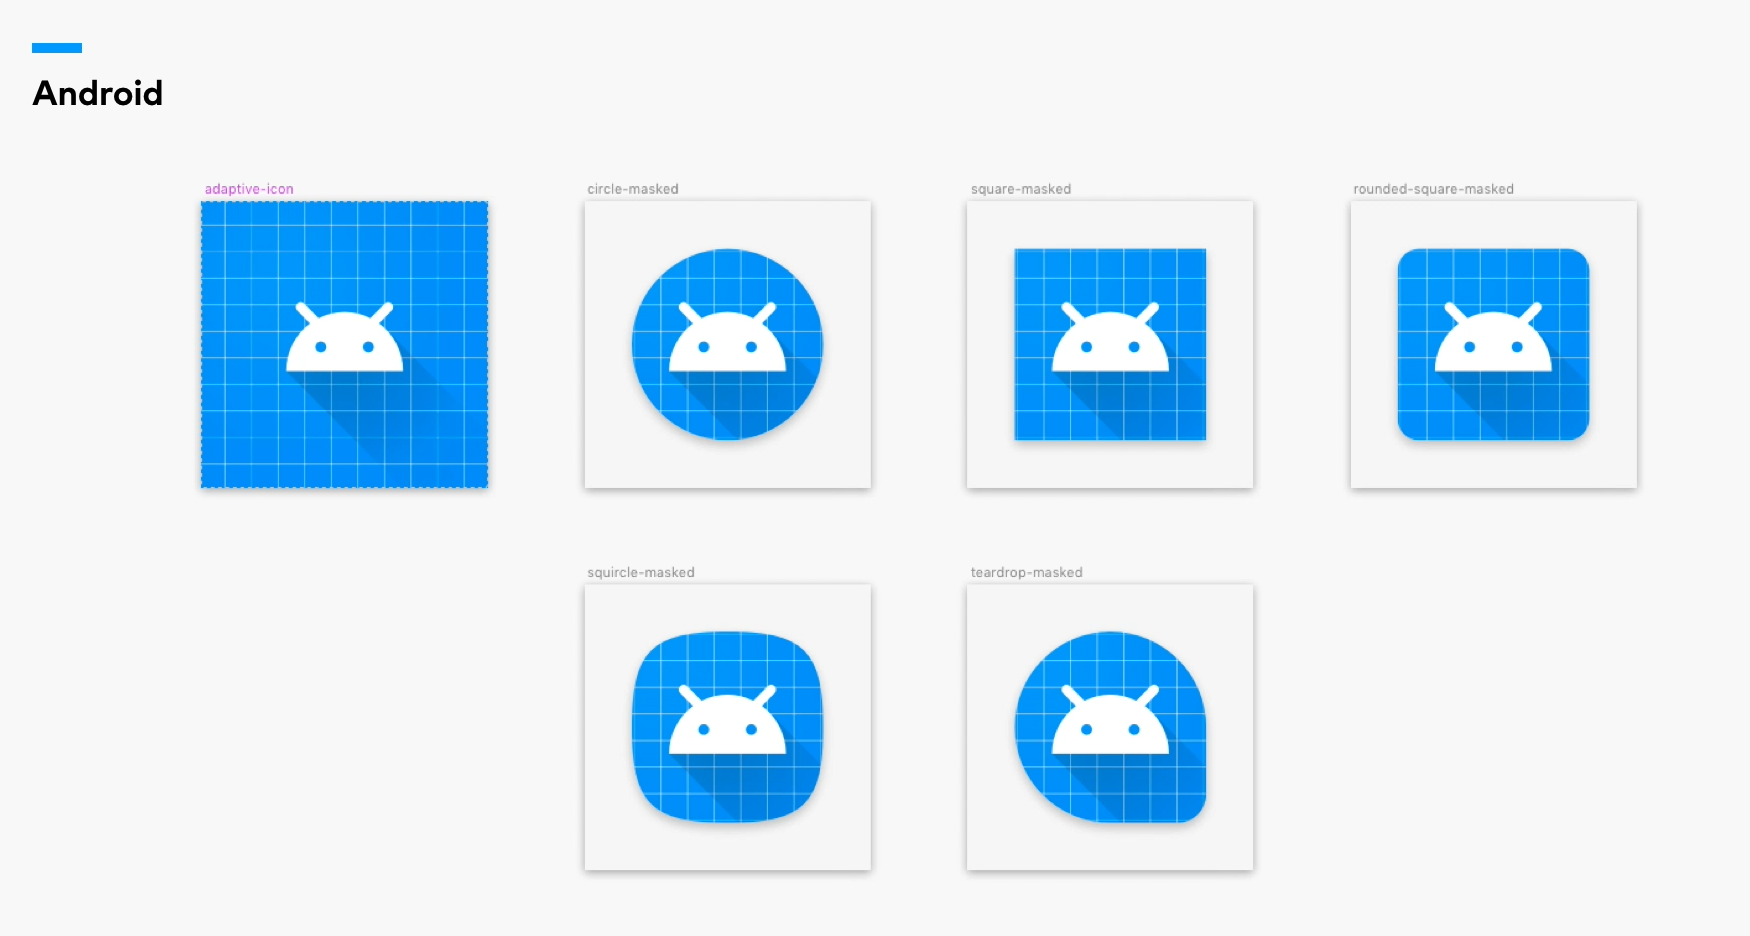 Android
adaptive-icon
circle-masked
square-masked
rounded-square-masked
squircle-masked
teardrop-masked